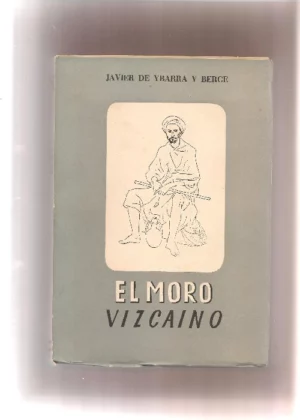 JAVIER DE YBARRA Y BERGE
EL MORO
VIZCAINO